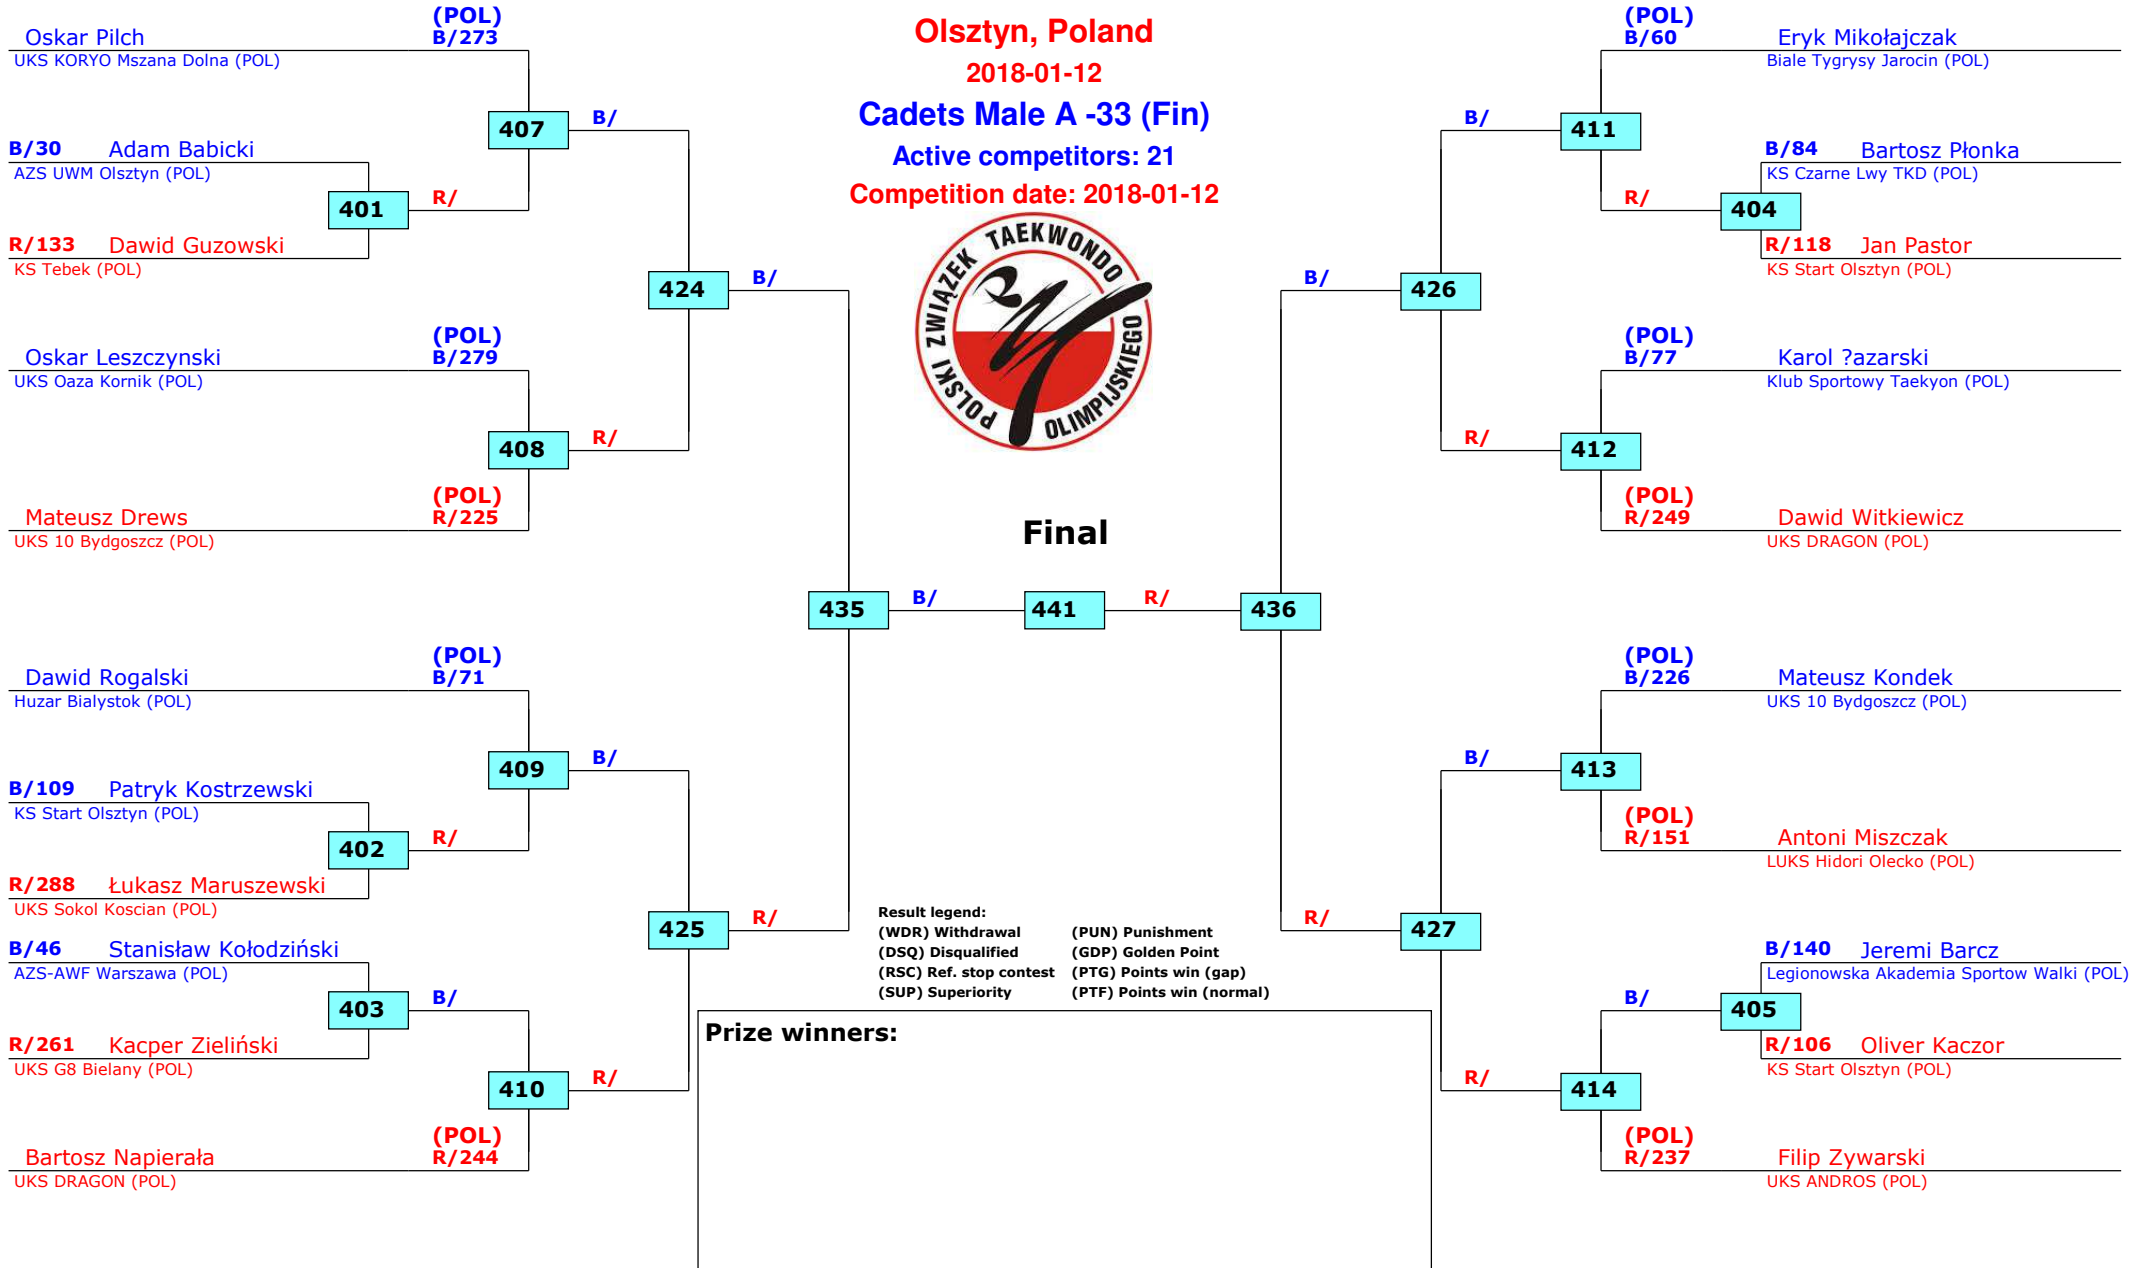 Olsztyn, Poland
2018-01-12
Cadets Male A -33 (Fin)
Active competitors: 21
Competition date: 2018-01-12
POLSKI ZWIĄZEK TAEKWONDO OLIMPIJSKIEGO
(POL)
Oskar Pilch B/273
UKS KORYO Mszana Dolna (POL)
407 B/
B/30 Adam Babicki
AZS UWM Olsztyn (POL)
401 R/
R/133 Dawid Guzowski
KS Tebek (POL)
424 B/
(POL)
Oskar Leszczynski B/279
UKS Oaza Kornik (POL)
408 R/
(POL)
Mateusz Drews R/225
UKS 10 Bydgoszcz (POL)
435 B/
(POL)
Dawid Rogalski B/71
Huzar Bialystok (POL)
409 B/
B/109 Patryk Kostrzewski
KS Start Olsztyn (POL)
402 R/
R/288 Łukasz Maruszewski
UKS Sokol Koscian (POL)
425 R/
B/46 Stanisław Kołodziński
AZS-AWF Warszawa (POL)
403 B/
R/261 Kacper Zieliński
UKS G8 Bielany (POL)
410 R/
(POL)
Bartosz Napierała R/244
UKS DRAGON (POL)
Final
441
(POL)
B/60 Eryk Mikołajczak
Biale Tygrysy Jarocin (POL)
B/ 411
B/84 Bartosz Płonka
KS Czarne Lwy TKD (POL)
R/ 404
R/118 Jan Pastor
KS Start Olsztyn (POL)
B/ 426
(POL)
B/77 Karol ?azarski
Klub Sportowy Taekyon (POL)
R/ 412
(POL)
R/249 Dawid Witkiewicz
UKS DRAGON (POL)
R/ 436
(POL)
B/226 Mateusz Kondek
UKS 10 Bydgoszcz (POL)
B/ 413
(POL)
R/151 Antoni Miszczak
LUKS Hidori Olecko (POL)
R/ 427
B/140 Jeremi Barcz
Legionowska Akademia Sportow Walki (POL)
B/ 405
R/106 Oliver Kaczor
KS Start Olsztyn (POL)
R/ 414
(POL)
R/237 Filip Zywarski
UKS ANDROS (POL)
Result legend:
(WDR) Withdrawal (PUN) Punishment
(DSQ) Disqualified (GDP) Golden Point
(RSC) Ref. stop contest (PTG) Points win (gap)
(SUP) Superiority (PTF) Points win (normal)
Prize winners: